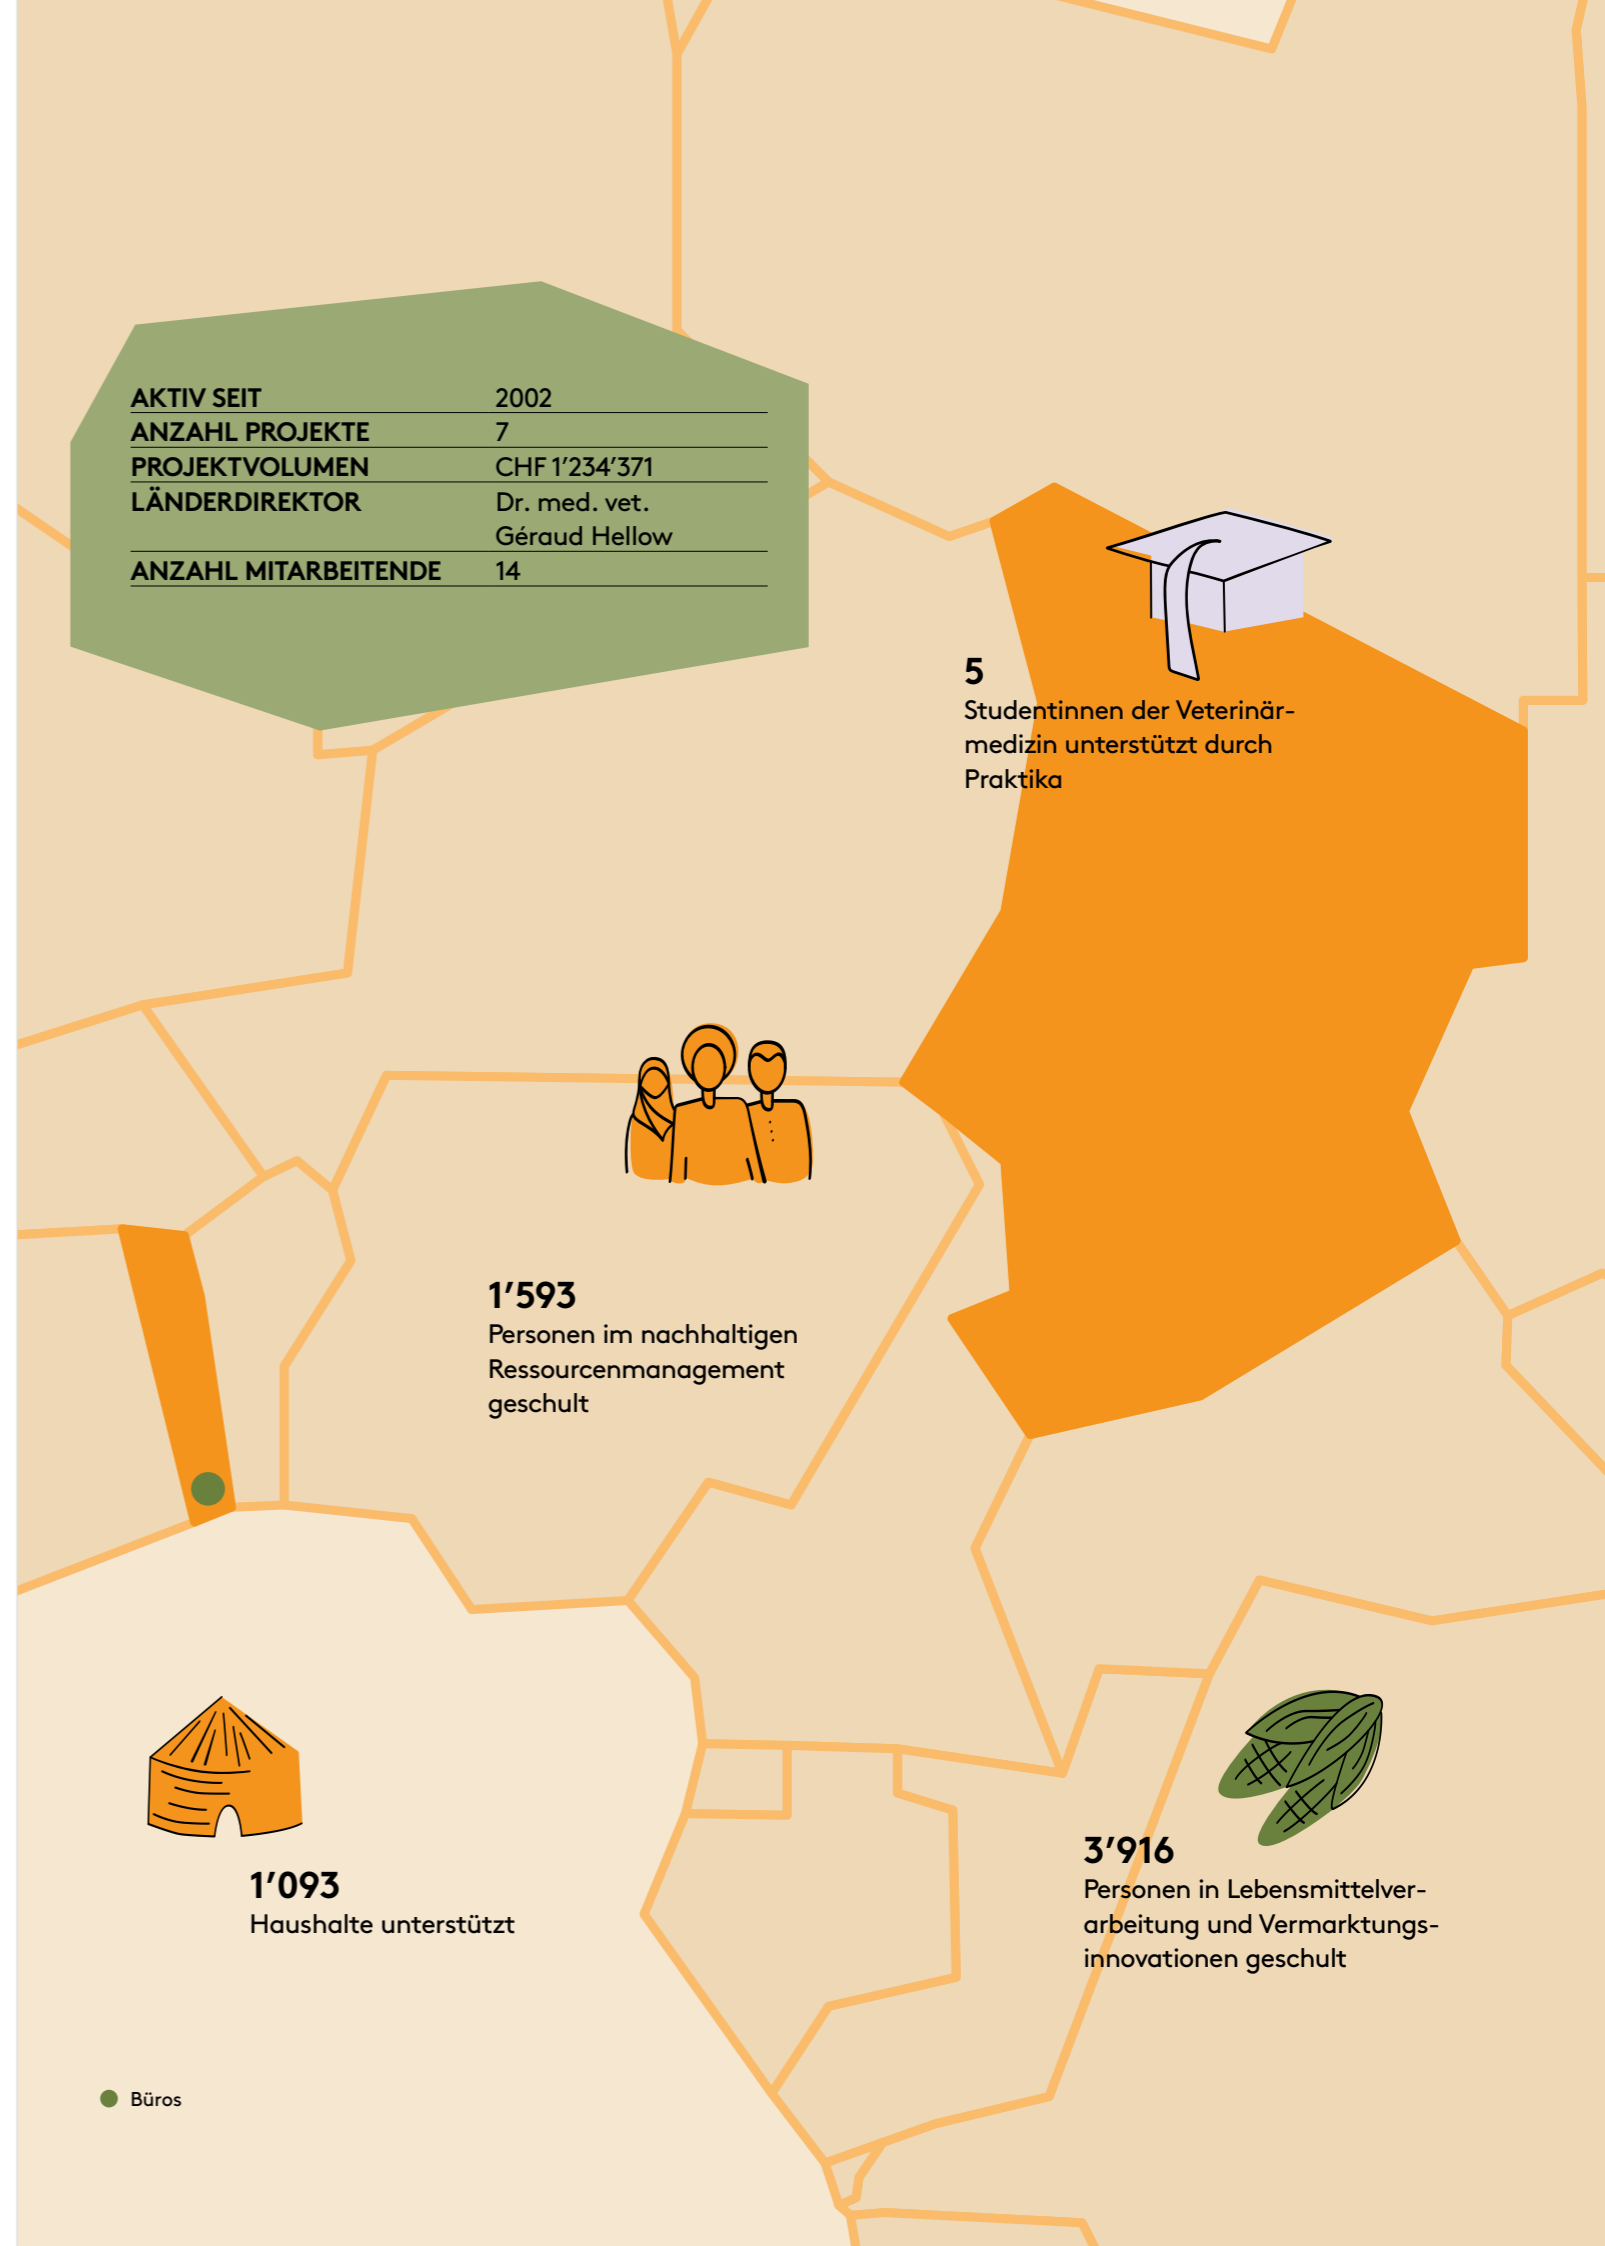 AKTIV SEIT 2002
ANZAHL PROJEKTE 7
PROJEKTVOLUMEN CHF 1’234’371
LÄNDERDIREKTOR Dr. med. vet.
Géraud Hellow
ANZAHL MITARBEITENDE 14
5
Studentinnen der Veterinär-
medizin unterstützt durch
Praktika
1’593
Personen im nachhaltigen
Ressourcenmanagement
geschult
1’093
Haushalte unterstützt
3’916
Personen in Lebensmittelver-
arbeitung und Vermarktungs-
innovationen geschult
Büros